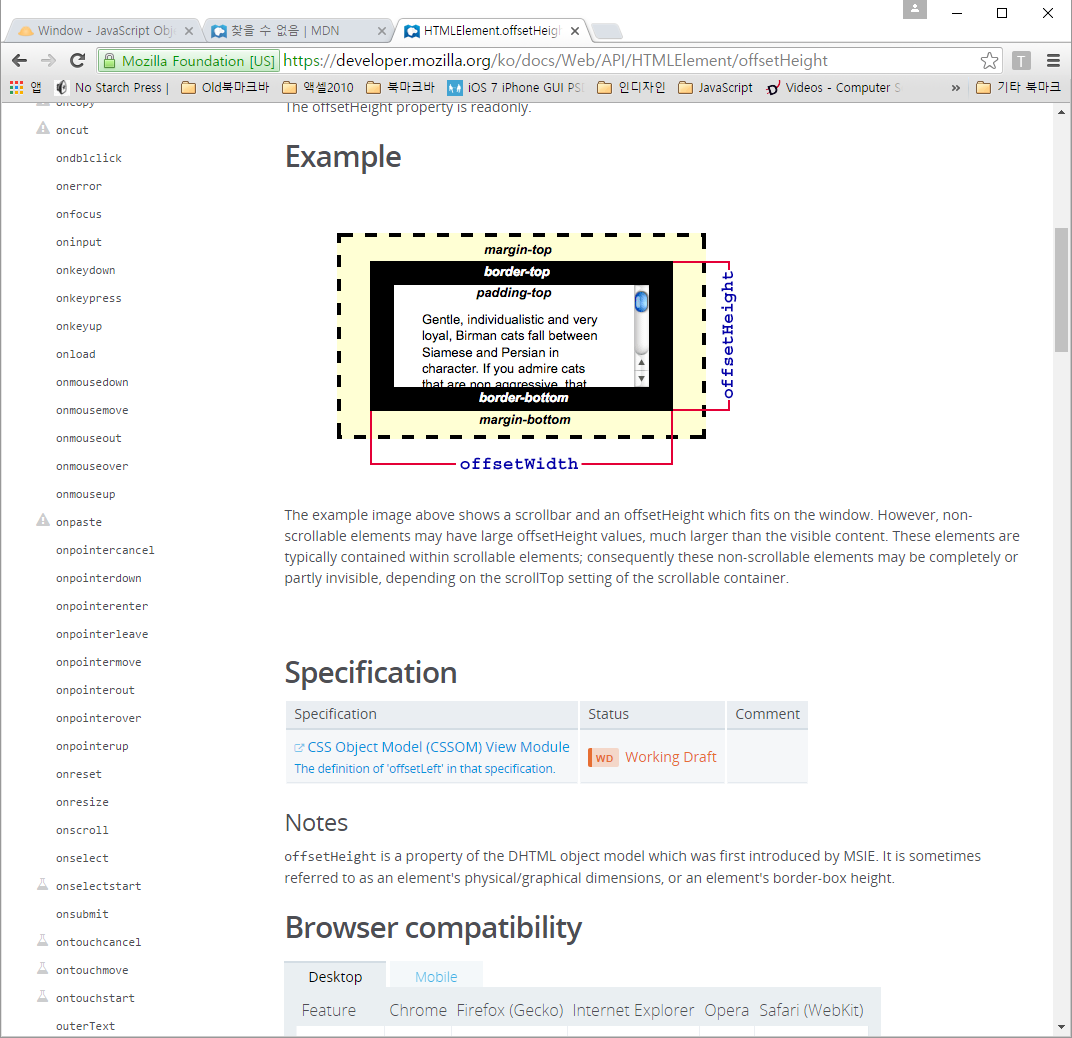 Window - JavaScript Obj
찾을 수 없음 | MDN
HTMLElement.offsetHeigh
Mozilla Foundation [US]
https://developer.mozilla.org/ko/docs/Web/API/HTMLElement/offsetHeight
T
앱
No Starch Press |
Old북마크바
엑셀2010
북마크바
iOS 7 iPhone GUI PS
인디자인
JavaScript
Videos - Computer S
»
기타 북마크
oncopy
oncut
ondblclick
onerror
onfocus
oninput
onkeydown
onkeypress
onkeyup
onload
onmousedown
onmousemove
onmouseout
onmouseover
onmouseup
onpaste
onpointercancel
onpointerdown
onpointerenter
onpointerleave
onpointermove
onpointerout
onpointerover
onpointerup
onreset
onresize
onscroll
onselect
onselectstart
onsubmit
ontouchcancel
ontouchmove
ontouchstart
outerText
The offsetHeight property is readonly.
Example
margin-top
border-top
padding-top
Gentle, individualistic and very
loyal, Birman cats fall between
Siamese and Persian in
character. If you admire cats
that are non aggressive, that
border-bottom
margin-bottom
offsetHeight
offsetWidth
The example image above shows a scrollbar and an offsetHeight which fits on the window. However, non-
scrollable elements may have large offsetHeight values, much larger than the visible content. These elements are
typically contained within scrollable elements; consequently these non-scrollable elements may be completely or
partly invisible, depending on the scrollTop setting of the scrollable container.
Specification
Specification Status Comment
CSS Object Model (CSSOM) View Module
The definition of 'offsetLeft' in that specification.
WD Working Draft
Notes
offsetHeight is a property of the DHTML object model which was first introduced by MSIE. It is sometimes
referred to as an element's physical/graphical dimensions, or an element's border-box height.
Browser compatibility
Desktop Mobile
Feature Chrome Firefox (Gecko) Internet Explorer Opera Safari (WebKit)